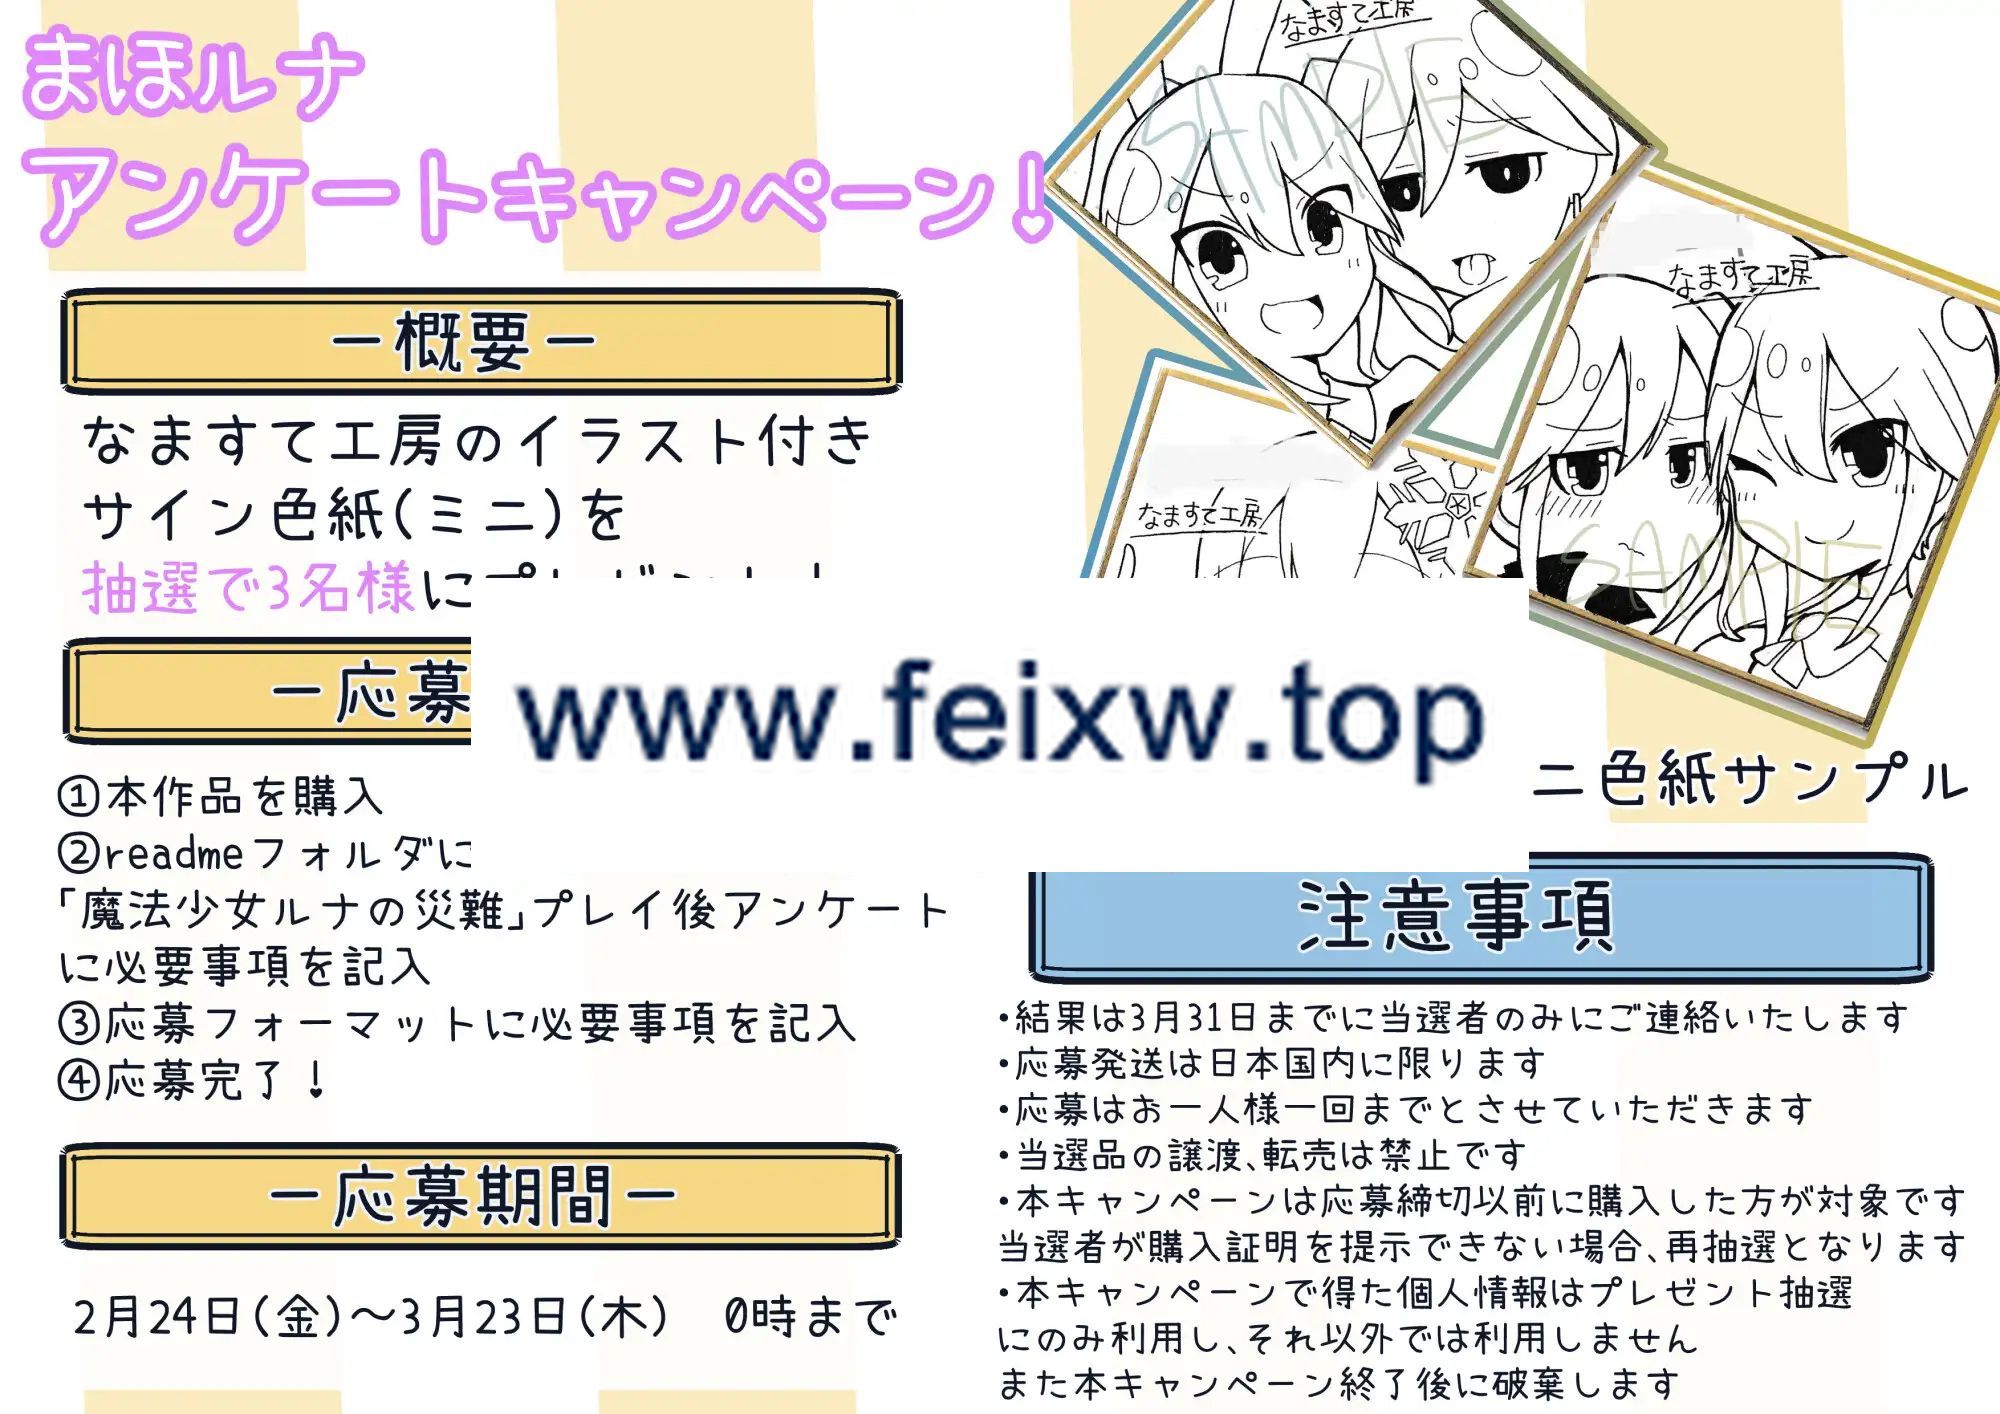 まほルナ
アンケートキャンペーン！
－概要－
なますて工房のイラスト付き
サイン色紙(ミニ)を
抽選で3名様に
－応募
①本作品を購入
②readmeフォルダに
「魔法少女ルナの災難」プレイ後アンケート
に必要事項を記入
③応募フォーマットに必要事項を記入
④応募完了！
－応募期間－
2月24日(金)～3月23日(木)　0時まで
なますて工房
SAMPLE
なますて工房
SAMPLE
なますて工房
www.feixw.top
ニ色紙サンプル
注意事項
・結果は3月31日までに当選者のみにご連絡いたします
・応募発送は日本国内に限ります
・応募はお一人様一回までとさせていただきます
・当選品の譲渡、転売は禁止です
・本キャンペーンは応募締切以前に購入した方が対象です
当選者が購入証明を提示できない場合、再抽選となります
・本キャンペーンで得た個人情報はプレゼント抽選
にのみ利用し、それ以外では利用しません
また本キャンペーン終了後に破棄します